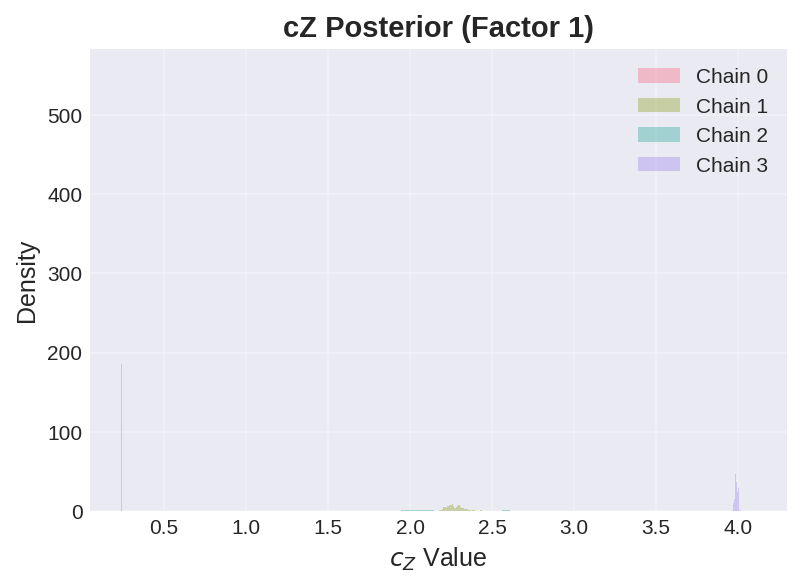 cZ Posterior (Factor 1)
Chain 0
Chain 1
Chain 2
Chain 3
Density
500
400
300
200
100
0
0.5 1.0 1.5 2.0 2.5 3.0 3.5 4.0
cZ Value